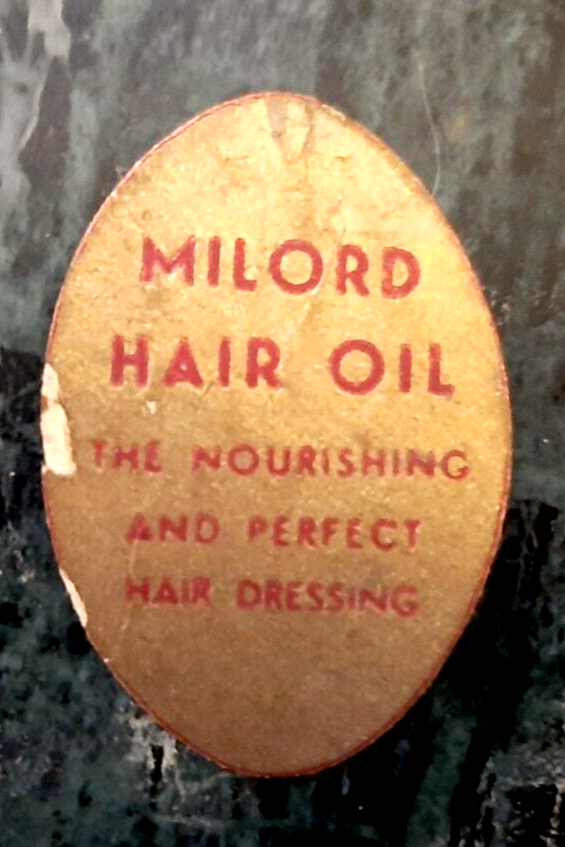 MILORD
HAIR OIL
THE NOURISHING
AND PERFECT
HAIR DRESSING